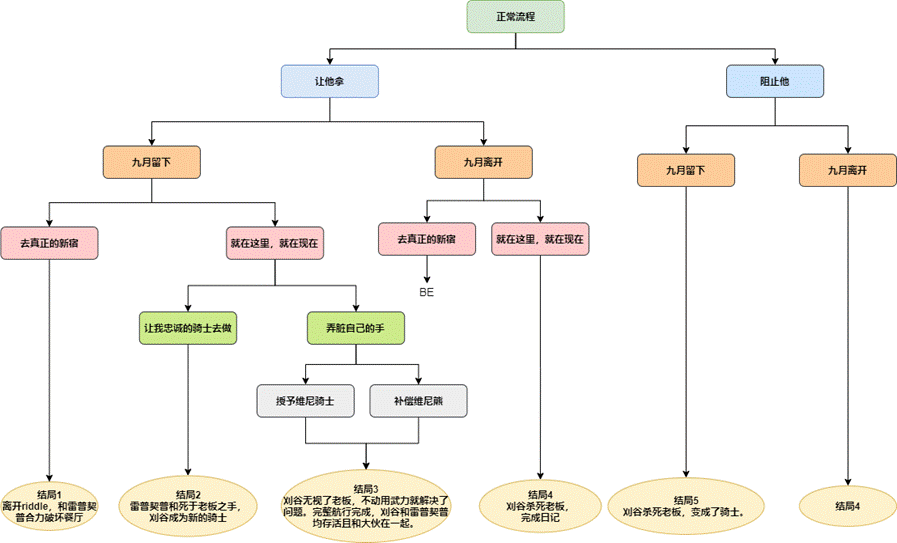 正常流程
让他拿
阻止他
九月留下
九月离开
九月留下
九月离开
去真正的新宿
就在这里，就在现在
去真正的新宿
就在这里，就在现在
BE
让我忠诚的骑士去做
弄脏自己的手
授予维尼骑士
补偿维尼熊
结局1
离开riddle，和雷普契
普合力破坏餐厅
结局2
雷普契普和死于老板之手，
刈谷成为新的骑士
结局3
刈谷无视了老板，不动用武力就解决了
问题。完整航行完成，刈谷和雷普契普
均存活且和大伙在一起。
结局4
刈谷杀死老板，
完成日记
结局5
刈谷杀死老板，变成了骑士。
结局4